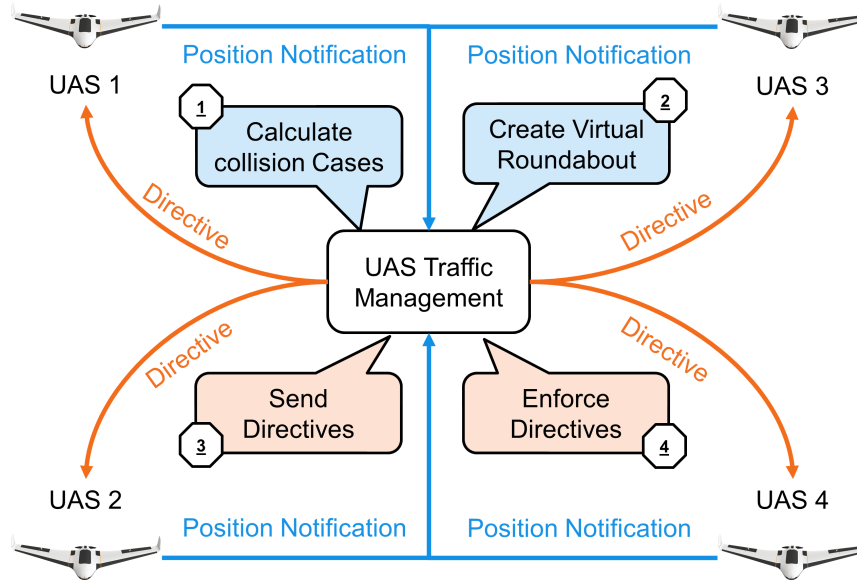 Position Notification
Position Notification
UAS 1
UAS 3
1
Calculate
collision Cases
2
Create Virtual
Roundabout
Directive
Directive
UAS Traffic
Management
Directive
Directive
Send
Directives
3
Enforce
Directives
4
UAS 2
UAS 4
Position Notification
Position Notification